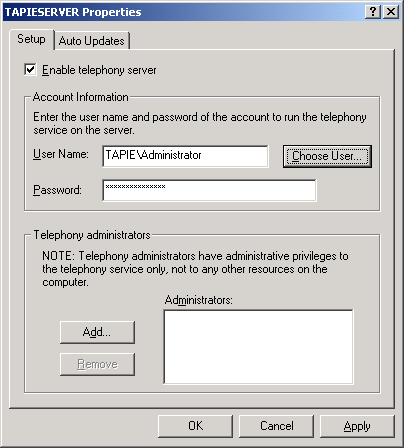 TAPIESERVER Properties
Setup
Auto Updates
Enable telephony server
Account Information
Enter the user name and password of the account to run the telephony
service on the server.
User Name:
TAPIE\Administrator
Choose User...
Password:
xxxxxxxxxxxxxxx
Telephony administrators
NOTE: Telephony administrators have administrative privileges to
the telephony service only, not to any other resources on the
computer.
Administrators:
Add...
Remove
OK
Cancel
Apply